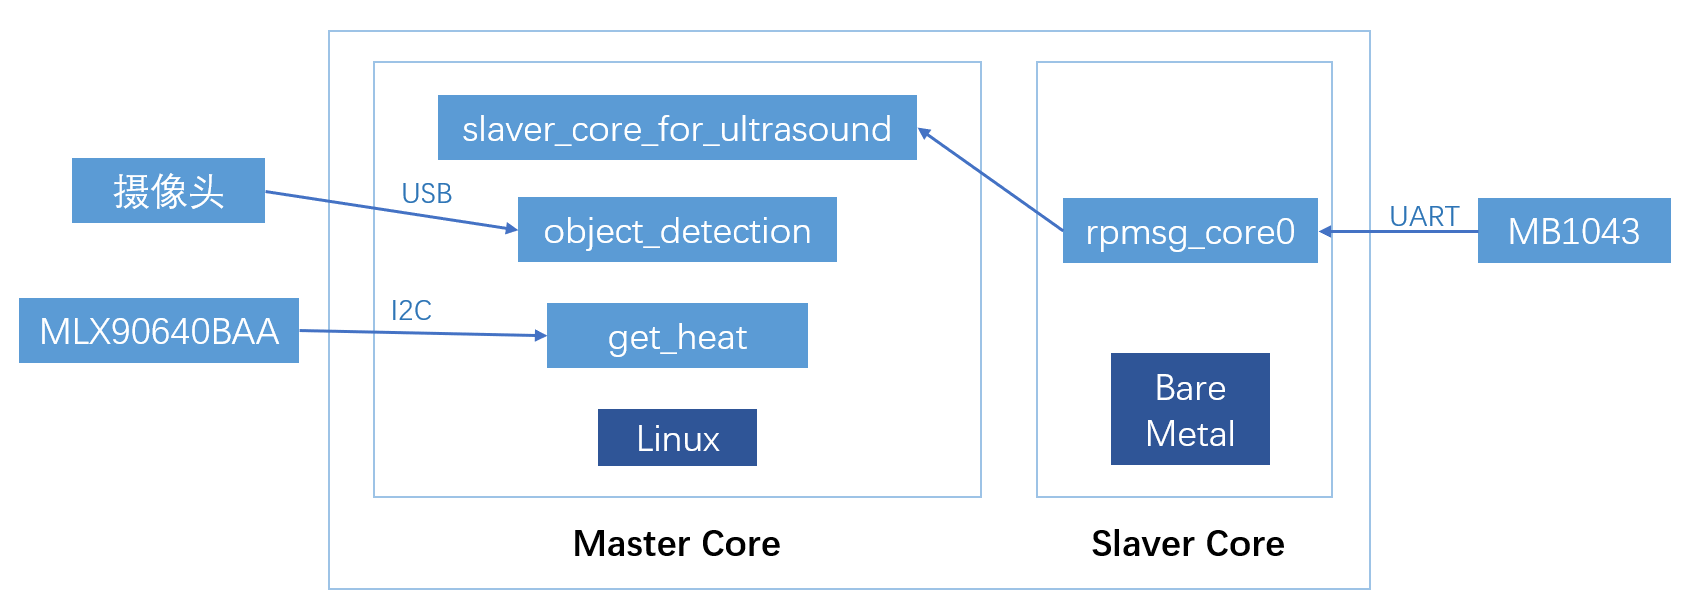 slaver_core_for_ultrasound
摄像头
USB
object_detection
rpmsg_core0
UART
MB1043
MLX90640BAA
I2C
get_heat
Linux
Bare
Metal
Master Core
Slaver Core